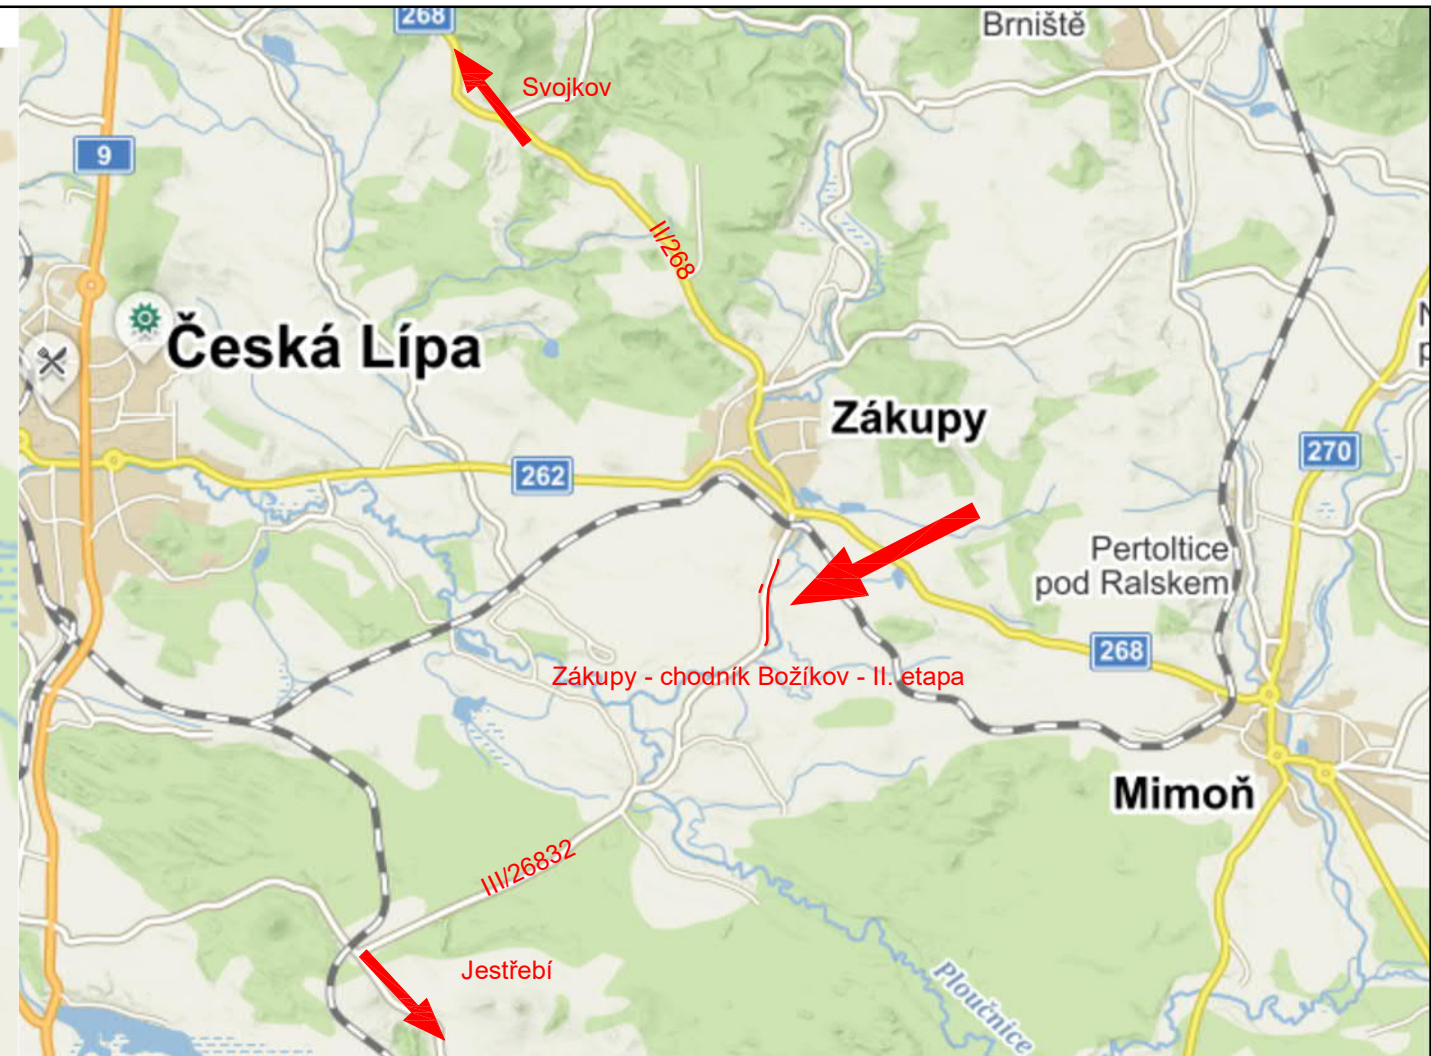 268
Brniště
Svojkov
9
II/268
Česká Lípa
Zákupy
262
270
Pertoltice
pod Ralskem
268
Zákupy - chodník Božíkov - II. etapa
Mimoň
III/26832
Jestřebí
Ploučnice